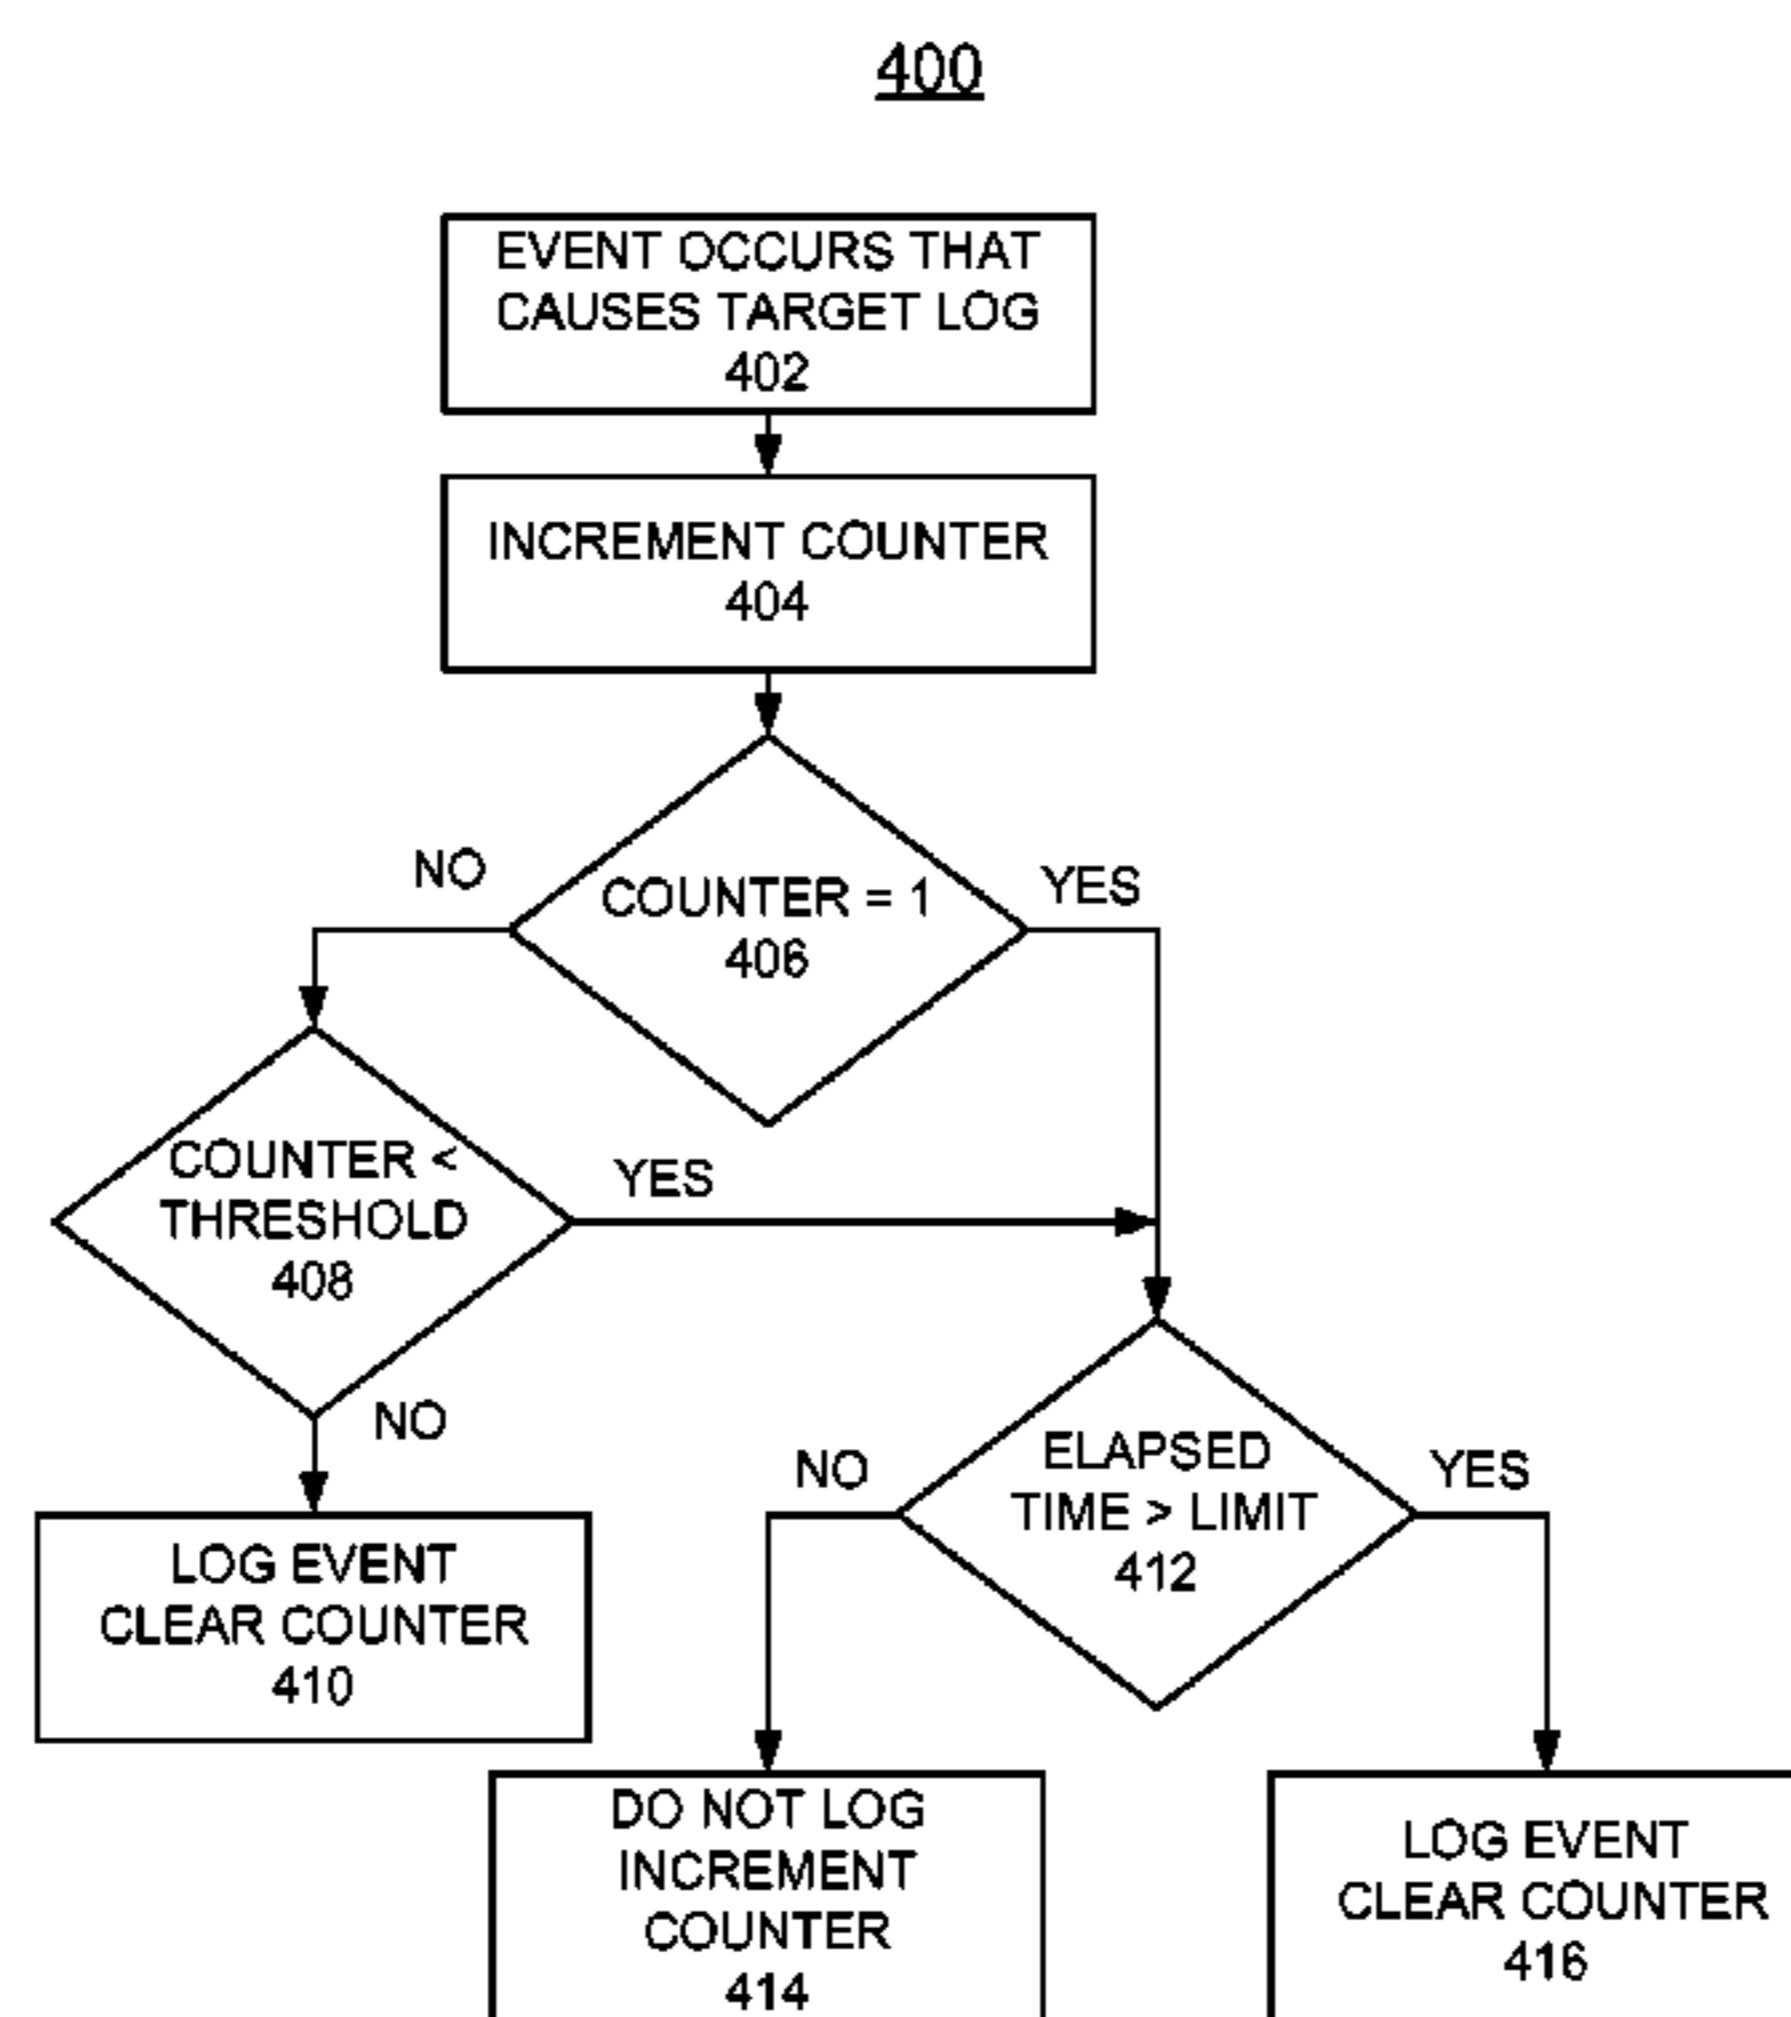 400
EVENT OCCURS THAT
CAUSES TARGET LOG
402
INCREMENT COUNTER
404
NO
YES
COUNTER = 1
406
COUNTER <
THRESHOLD
408
YES
NO
ELAPSED
TIME > LIMIT
412
NO
YES
LOG EVENT
CLEAR COUNTER
410
DO NOT LOG
INCREMENT
COUNTER
414
LOG EVENT
CLEAR COUNTER
416